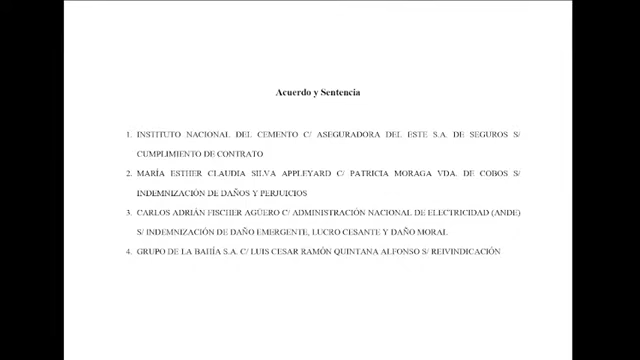 Acuerdo y Sentencia
1. INSTITUTO NACIONAL DEL CEMENTO C/ ASEGURADORA DEL ESTE S.A. DE SEGUROS S/
CUMPLIMIENTO DE CONTRATO
2. MARÍA ESTHER CLAUDIA SILVA APPLEYARD C/ PATRICIA MORAGA VDA. DE COBOS S/
INDEMNIZACIÓN DE DAÑOS Y PERJUICIOS
3. CARLOS ADRIÁN FISCHER AGÜERO C/ ADMINISTRACIÓN NACIONAL DE ELECTRICIDAD (ANDE)
S/ INDEMNIZACIÓN DE DAÑO EMERGENTE, LUCRO CESANTE Y DAÑO MORAL
4. GRUPO DE LA BAHÍA S.A. C/ LUIS CESAR RAMÓN QUINTANA ALFONSO S/ REIVINDICACIÓN